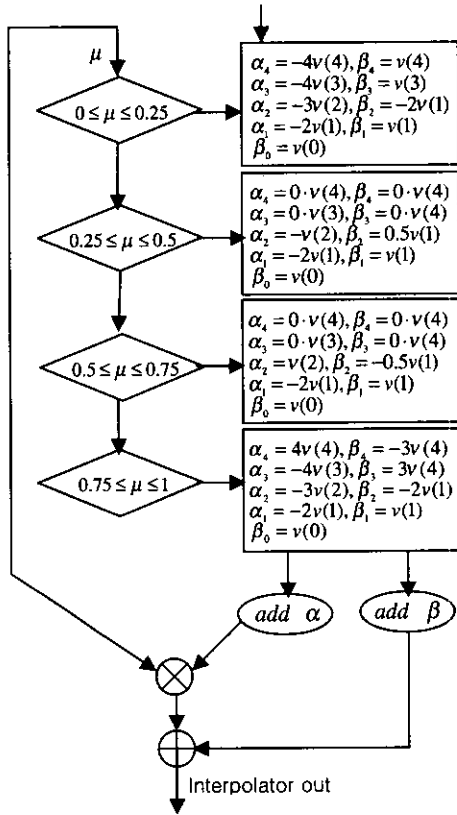 μ
α₄ = −4v(4), β₄ = v(4)
α₃ = −4v(3), β₃ = v(3)
α₂ = −3v(2), β₂ = −2v(1)
α₁ = −2v(1), β₁ = v(1)
β₀ = v(0)
0 ≤ μ ≤ 0.25
α₄ = 0 · v(4), β₄ = 0 · v(4)
α₃ = 0 · v(3), β₃ = 0 · v(4)
α₂ = −v(2), β₂ 0.5v(1)
α₁ = −2v(1), β₁ = v(1)
β₀ = v(0)
0.25 ≤ μ ≤ 0.5
α₄ = 0 · v(4), β₄ = 0 · v(4)
α₃ = 0 · v(3), β₃ = 0 · v(4)
α₂ = v(2), β₂ = −0.5v(1)
α₁ = −2v(1), β₁ = v(1)
β₀ = v(0)
0.5 ≤ μ ≤ 0.75
α₄ = 4v(4), β₄ = −3v(4)
α₃ = −4v(3), β₃ = 3v(4)
α₂ = −3v(2), β₂ = −2v(1)
α₁ = −2v(1), β₁ = v(1)
β₀ = v(0)
0.75 ≤ μ ≤ 1
add α
add β
Interpolator out